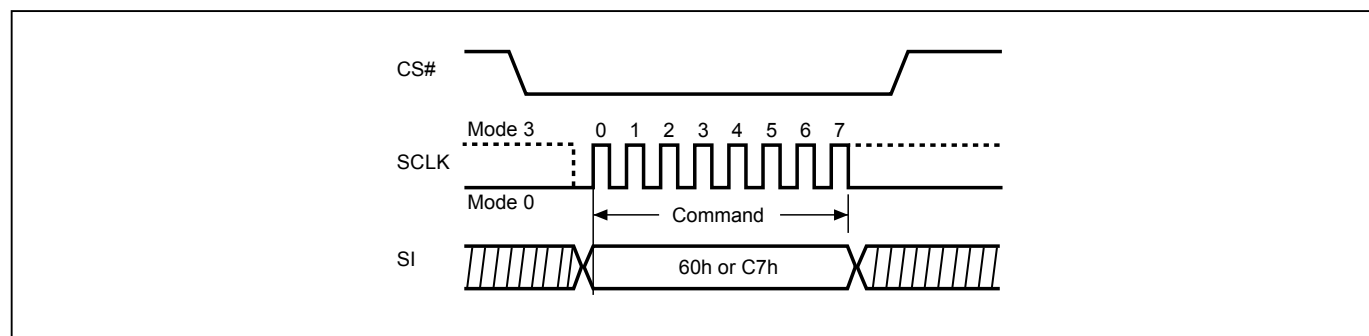 CS#
Mode 3
0 1 2 3 4 5 6 7
SCLK
Mode 0
Command
SI
60h or C7h